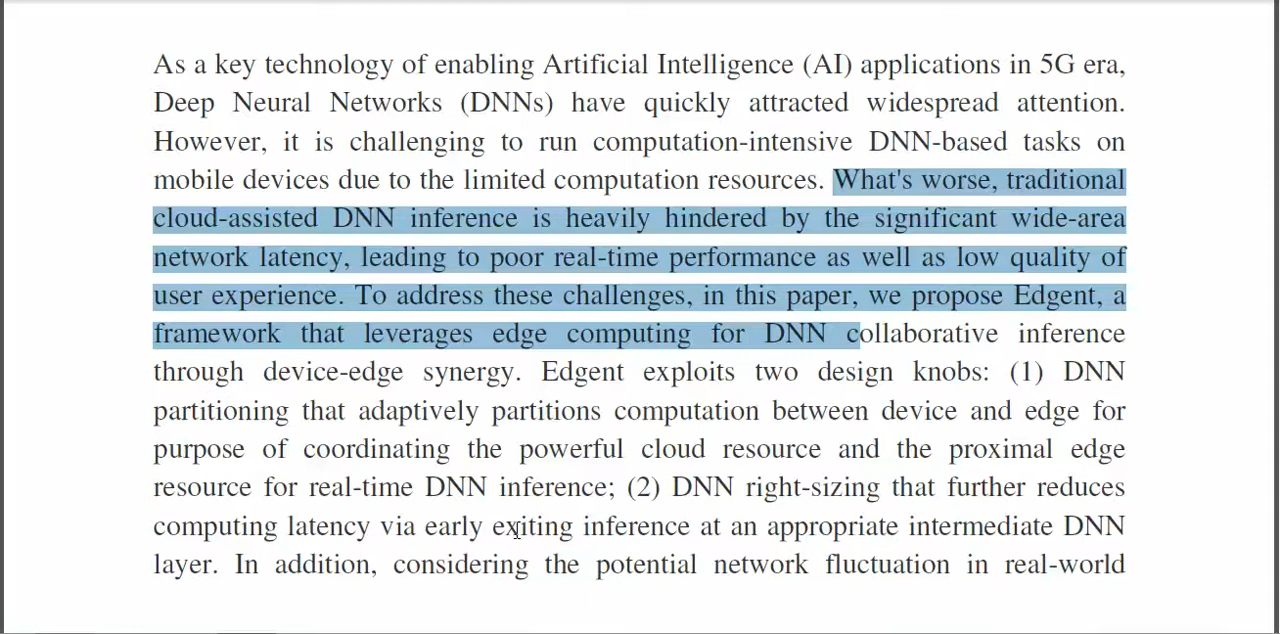 As a key technology of enabling Artificial Intelligence (AI) applications in 5G era,
Deep Neural Networks (DNNs) have quickly attracted widespread attention.
However, it is challenging to run computation-intensive DNN-based tasks on
mobile devices due to the limited computation resources. What's worse, traditional
cloud-assisted DNN inference is heavily hindered by the significant wide-area
network latency, leading to poor real-time performance as well as low quality of
user experience. To address these challenges, in this paper, we propose Edgent, a
framework that leverages edge computing for DNN collaborative inference
through device-edge synergy. Edgent exploits two design knobs: (1) DNN
partitioning that adaptively partitions computation between device and edge for
purpose of coordinating the powerful cloud resource and the proximal edge
resource for real-time DNN inference; (2) DNN right-sizing that further reduces
computing latency via early exiting inference at an appropriate intermediate DNN
layer. In addition, considering the potential network fluctuation in real-world